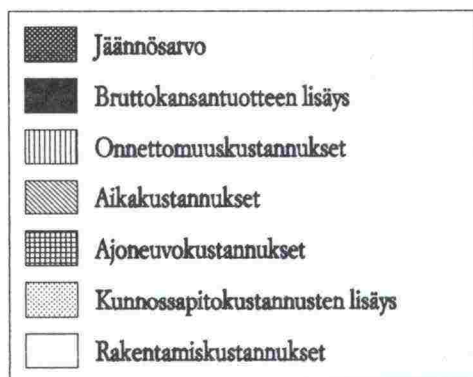 Jäännösarvo
Bruttokansantuotteen lisäys
Onnettomuuskustannukset
Aikakustannukset
Ajoneuvokustannukset
Kunnossapitokustannusten lisäys
Rakentamiskustannukset